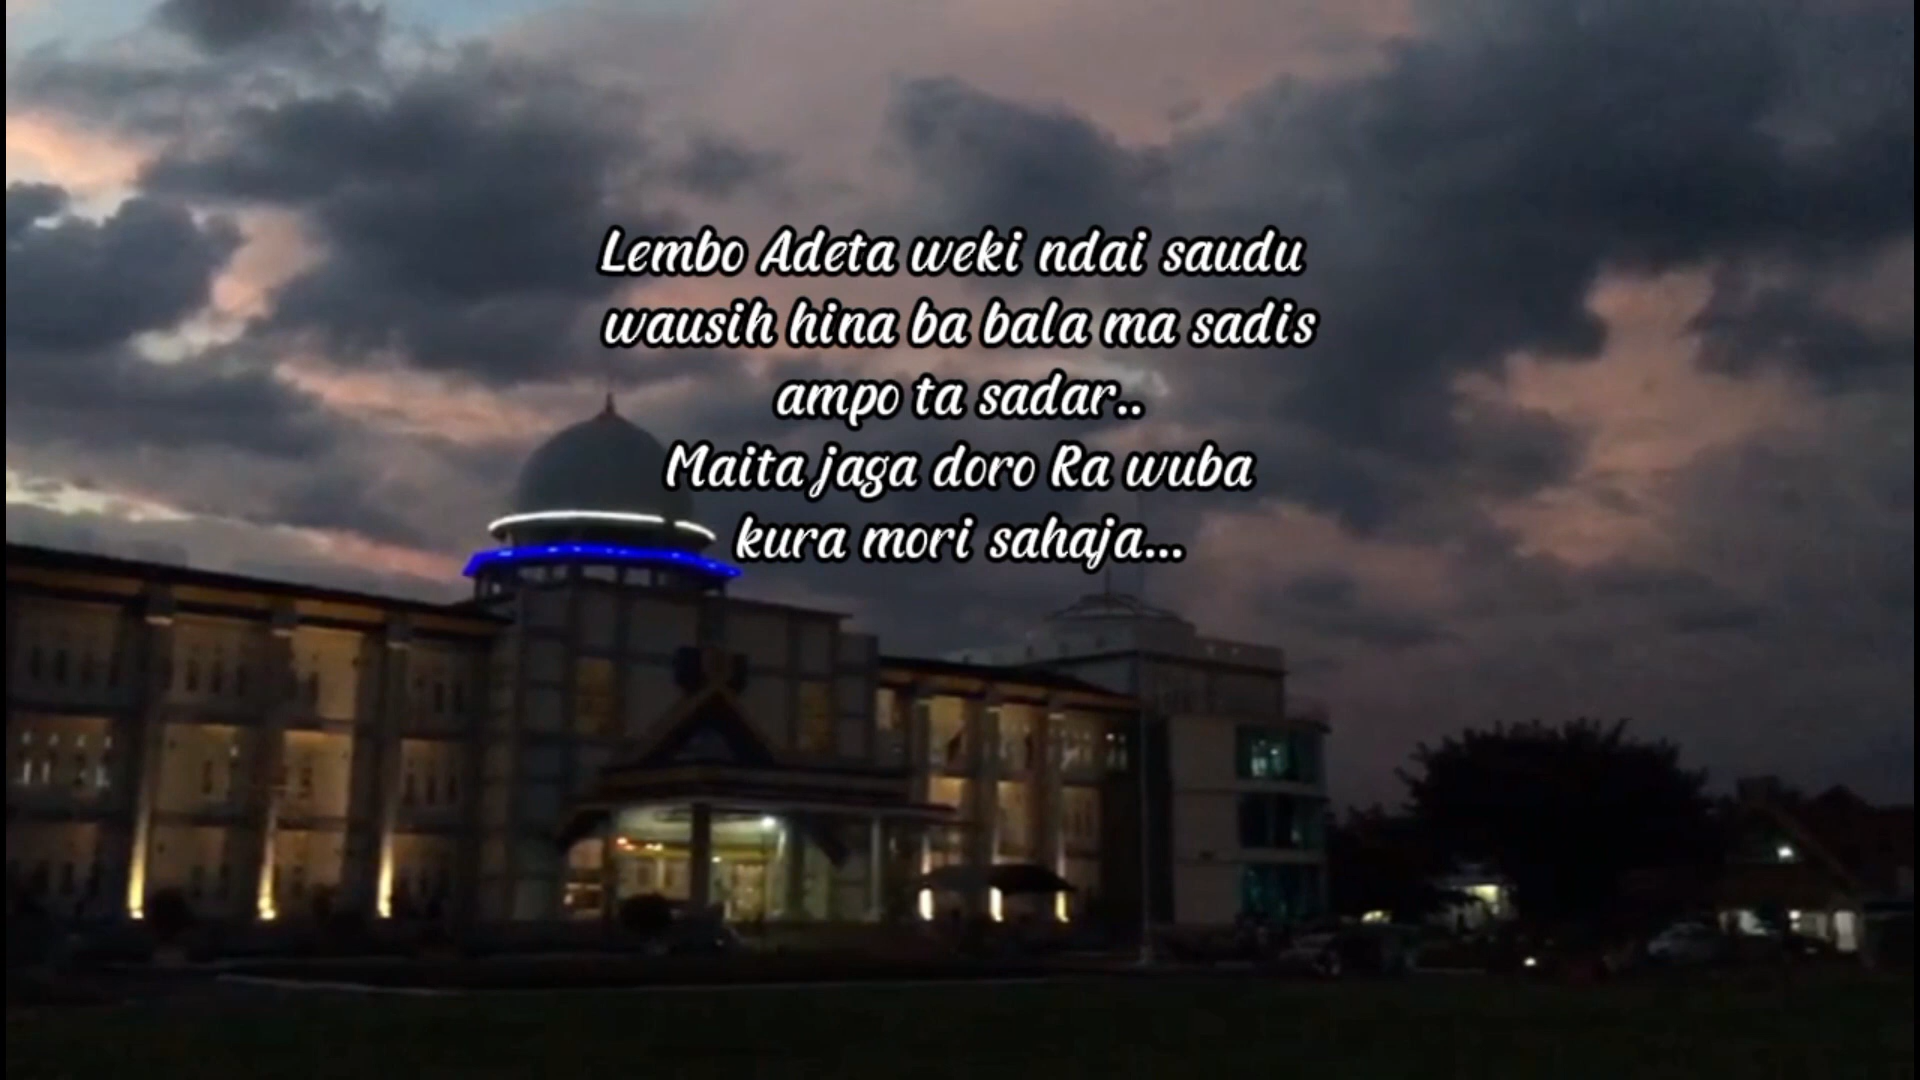 Lembo Adeta weki ndai saudu
wausih hina ba bala ma sadis
ampo ta sadar..
Maita jaga doro Ra wuba
kura mori sahaja...